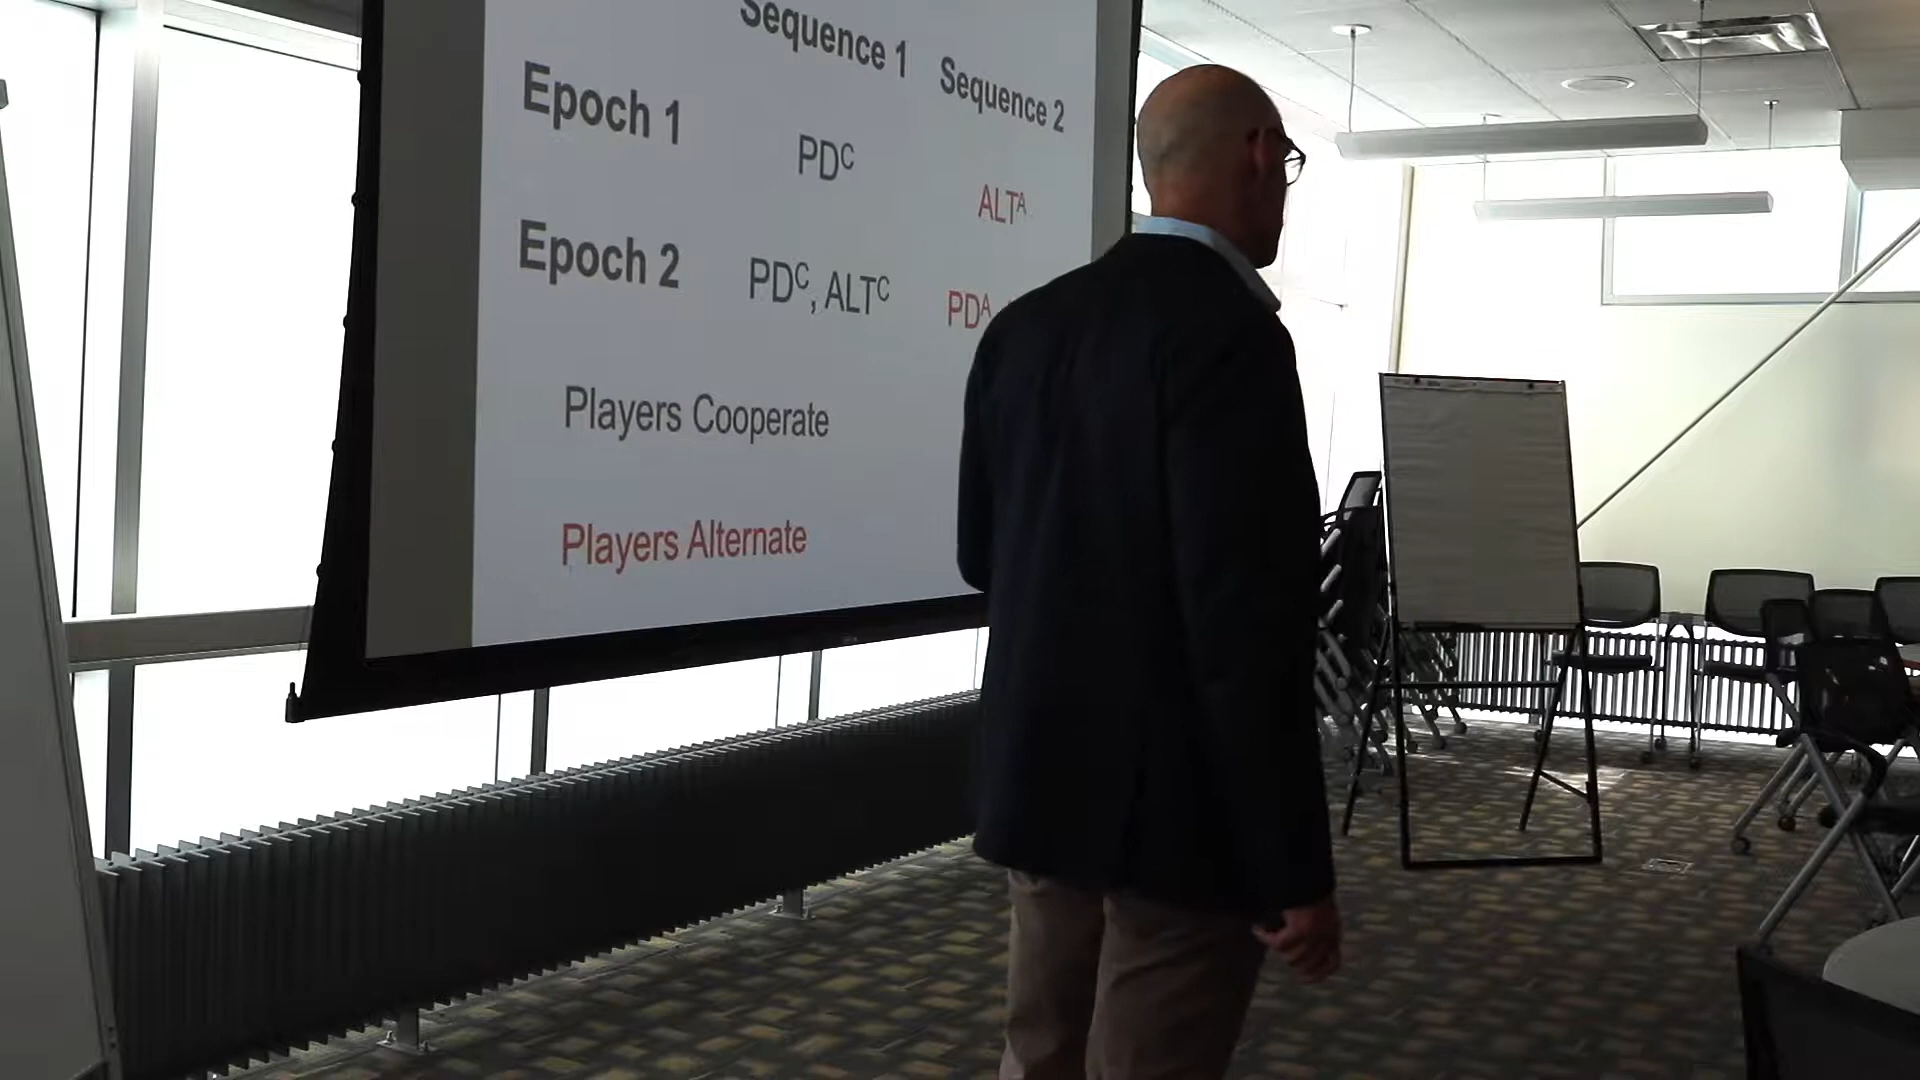 Sequence 1 Sequence 2
Epoch 1 PDᶜ ALTᴬ
Epoch 2 PDᶜ, ALTᶜ PDᴬ
Players Cooperate
Players Alternate